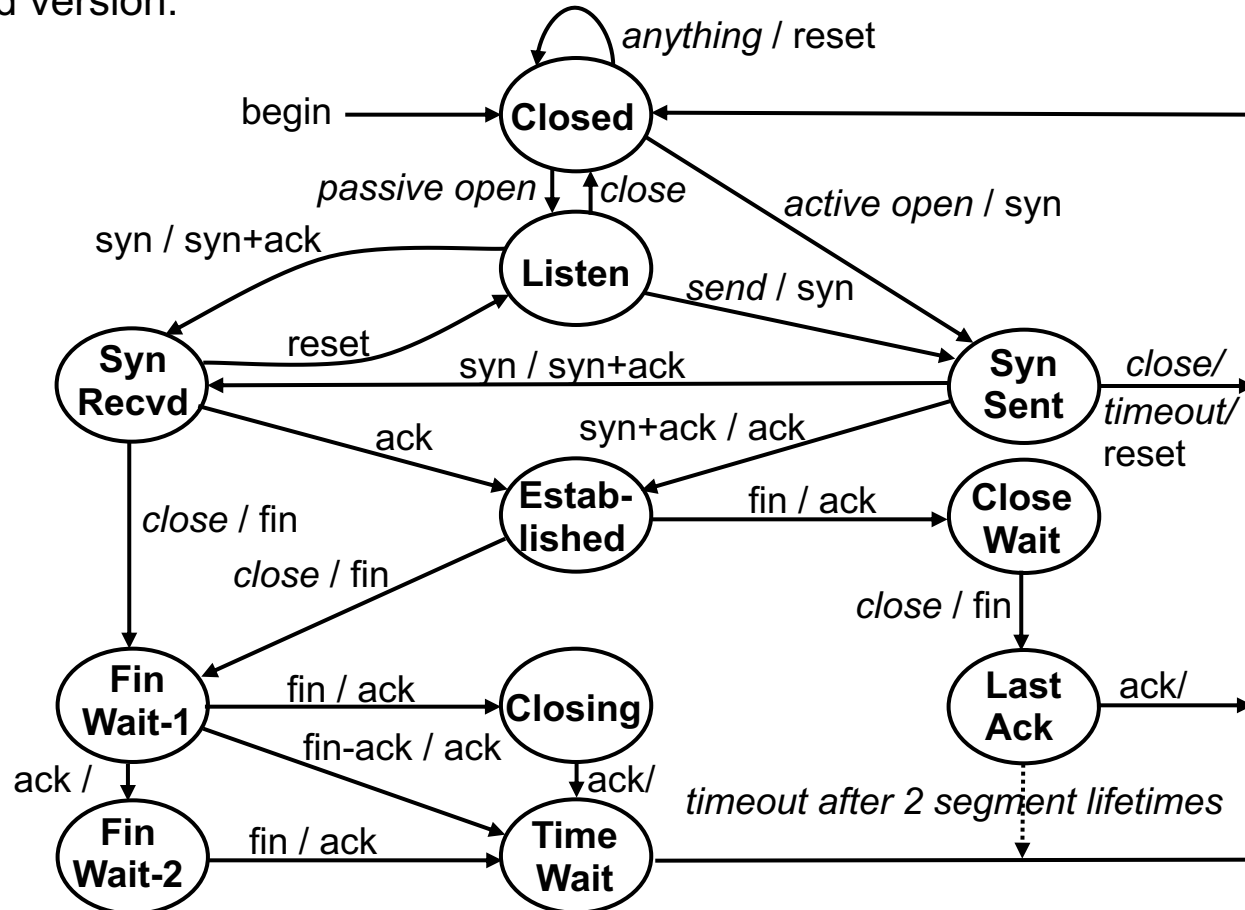 d version.
anything / reset
begin
Closed
passive open
close
active open / syn
syn / syn+ack
Listen
send / syn
reset
Syn
Recvd
syn / syn+ack
Syn
Sent
close/
timeout/
reset
ack
syn+ack / ack
Estab-
lished
fin / ack
Close
Wait
close / fin
close / fin
close / fin
Fin
Wait-1
fin / ack
Closing
Last
Ack
ack/
fin-ack / ack
ack /
ack/
timeout after 2 segment lifetimes
Fin
Wait-2
fin / ack
Time
Wait